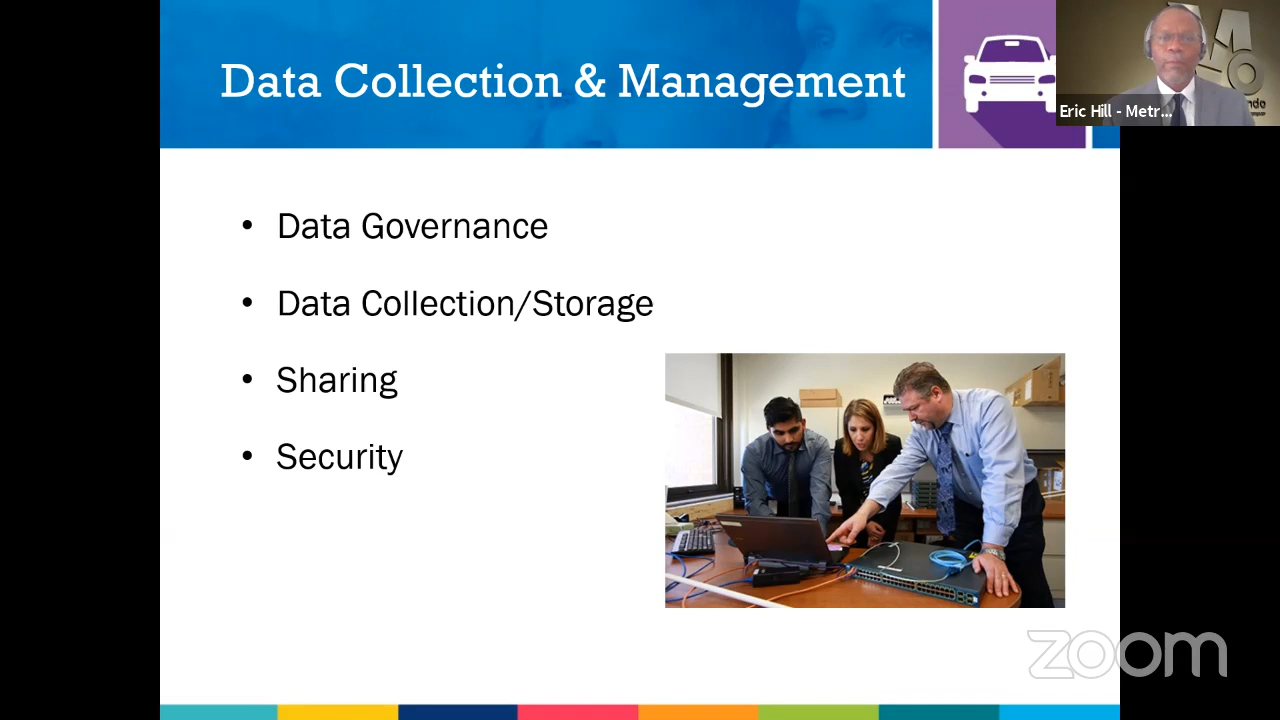 Data Collection & Management
Eric Hill - Metr...
• Data Governance
• Data Collection/Storage
• Sharing
• Security
zoom